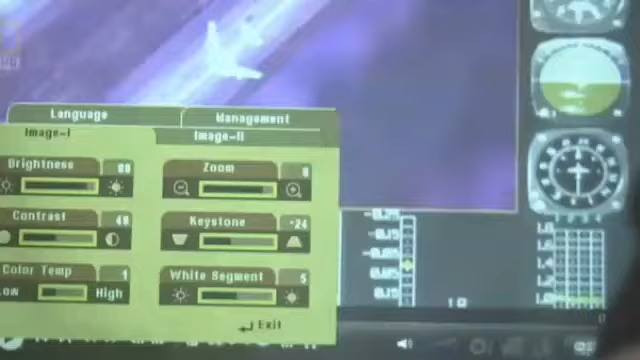 Language
Management
Image-I
Image-II
Brightness
Zoom
Contrast 48
Keystone -24
Color Temp
White Segment 5
Low High
Exit